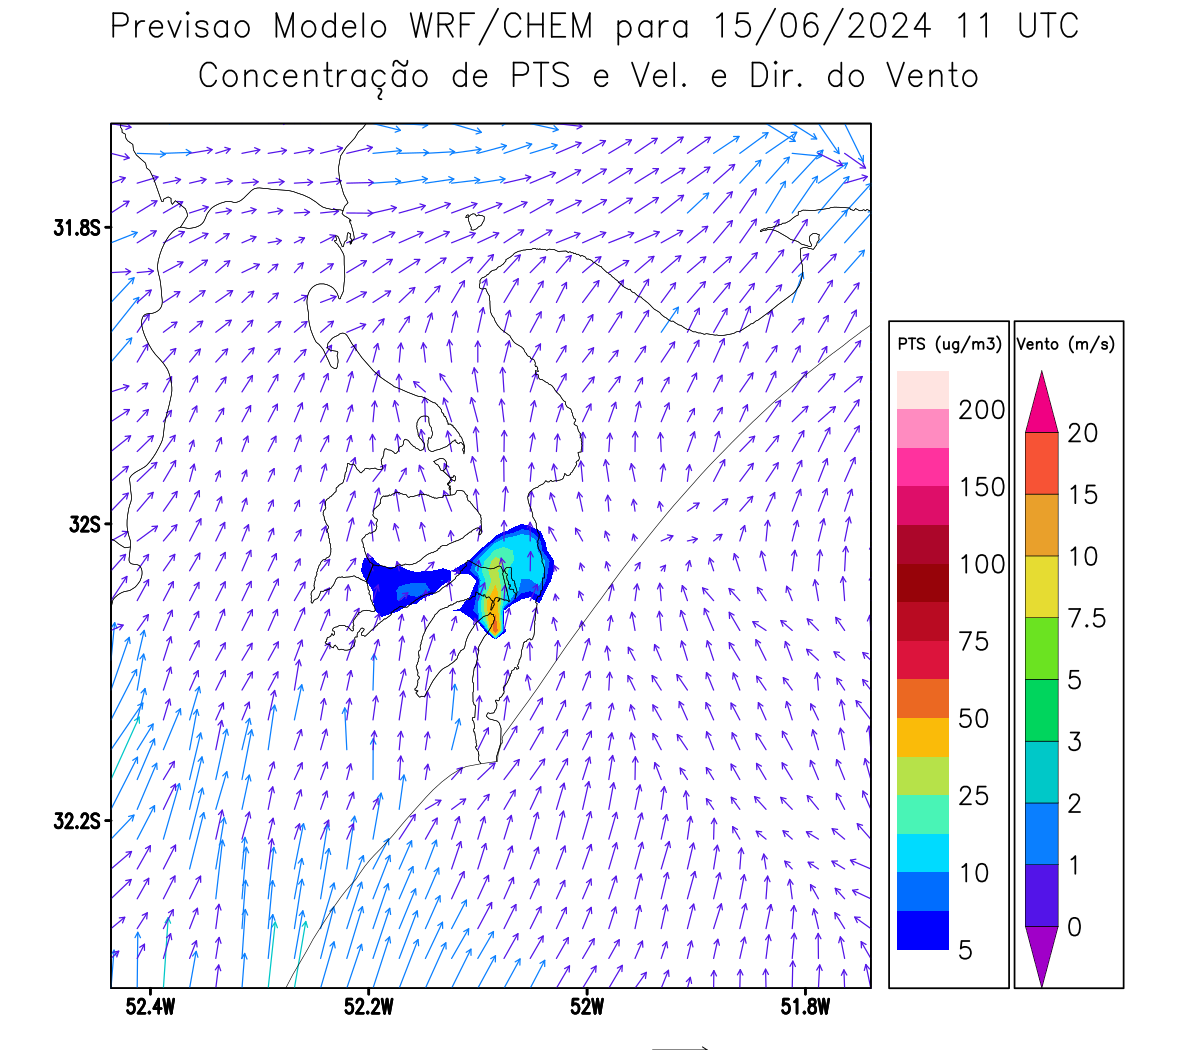 Previsao Modelo WRF/CHEM para 15/06/2024 11 UTC
Concentração de PTS e Vel. e Dir. do Vento
31.8S
32S
32.2S
52.4W
52.2W
52W
51.8W
PTS (ug/m3)
200
150
100
75
50
25
10
5
Vento (m/s)
20
15
10
7.5
5
3
2
1
0